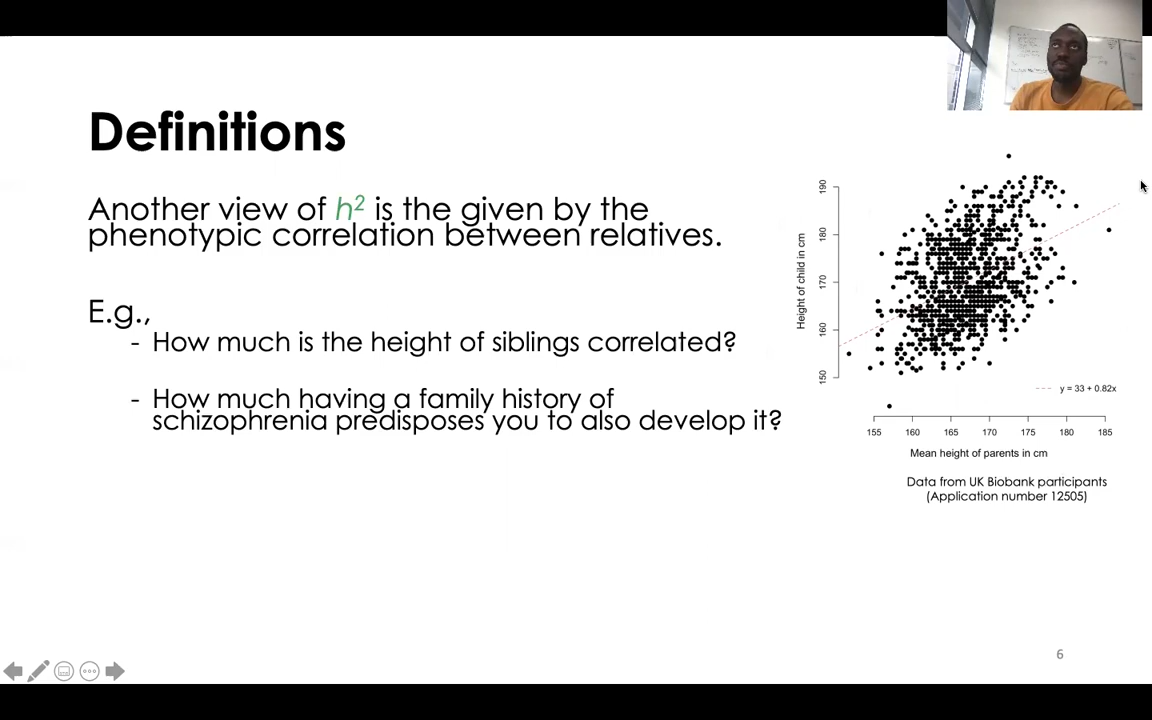 Definitions
Another view of h² is the given by the
phenotypic correlation between relatives.
E.g.,
- How much is the height of siblings correlated?
- How much having a family history of
schizophrenia predisposes you to also develop it?
Height of child in cm
190
180
170
160
150
y = 33 + 0.82x
155 160 165 170 175 180 185
Mean height of parents in cm
Data from UK Biobank participants
(Application number 12505)
6